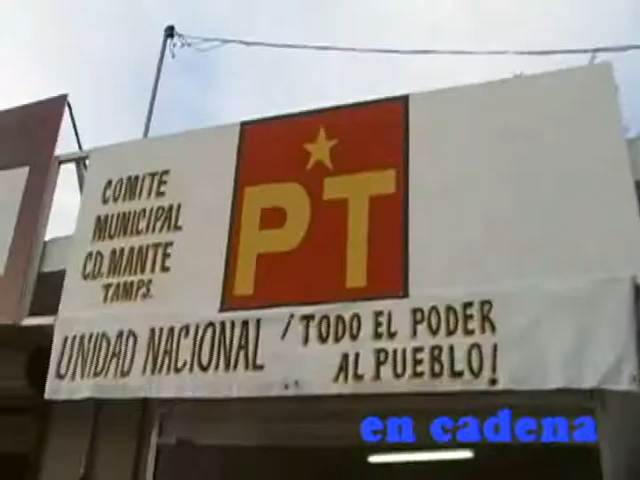 COMITE
MUNICIPAL
CD. MANTE
TAMPS.
PT
UNIDAD NACIONAL / TODO EL PODER
AL PUEBLO!
en cadena